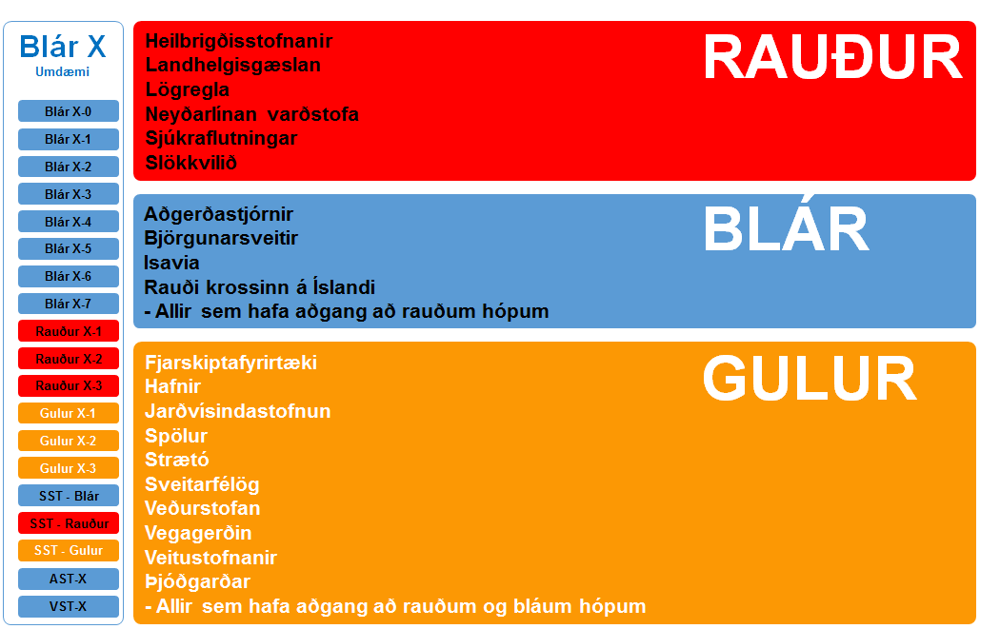 Blár X
Umdæmi
Blár X-0
Blár X-1
Blár X-2
Blár X-3
Blár X-4
Blár X-5
Blár X-6
Blár X-7
Rauður X-1
Rauður X-2
Rauður X-3
Gulur X-1
Gulur X-2
Gulur X-3
SST - Blár
SST - Rauður
SST - Gulur
AST-X
VST-X
RAUÐUR
Heilbrigðisstofnanir
Landhelgisgæslan
Lögregla
Neyðarlínan varðstofa
Sjúkraflutningar
Slökkvilið
BLÁR
Aðgerðastjórnir
Björgunarsveitir
Isavia
Rauði krossinn á Íslandi
- Allir sem hafa aðgang að rauðum hópum
GULUR
Fjarskiptafyrirtæki
Hafnir
Jarðvísindastofnun
Spölur
Strætó
Sveitarfélög
Veðurstofan
Vegagerðin
Veitustofnanir
Þjóðgarðar
- Allir sem hafa aðgang að rauðum og bláum hópum